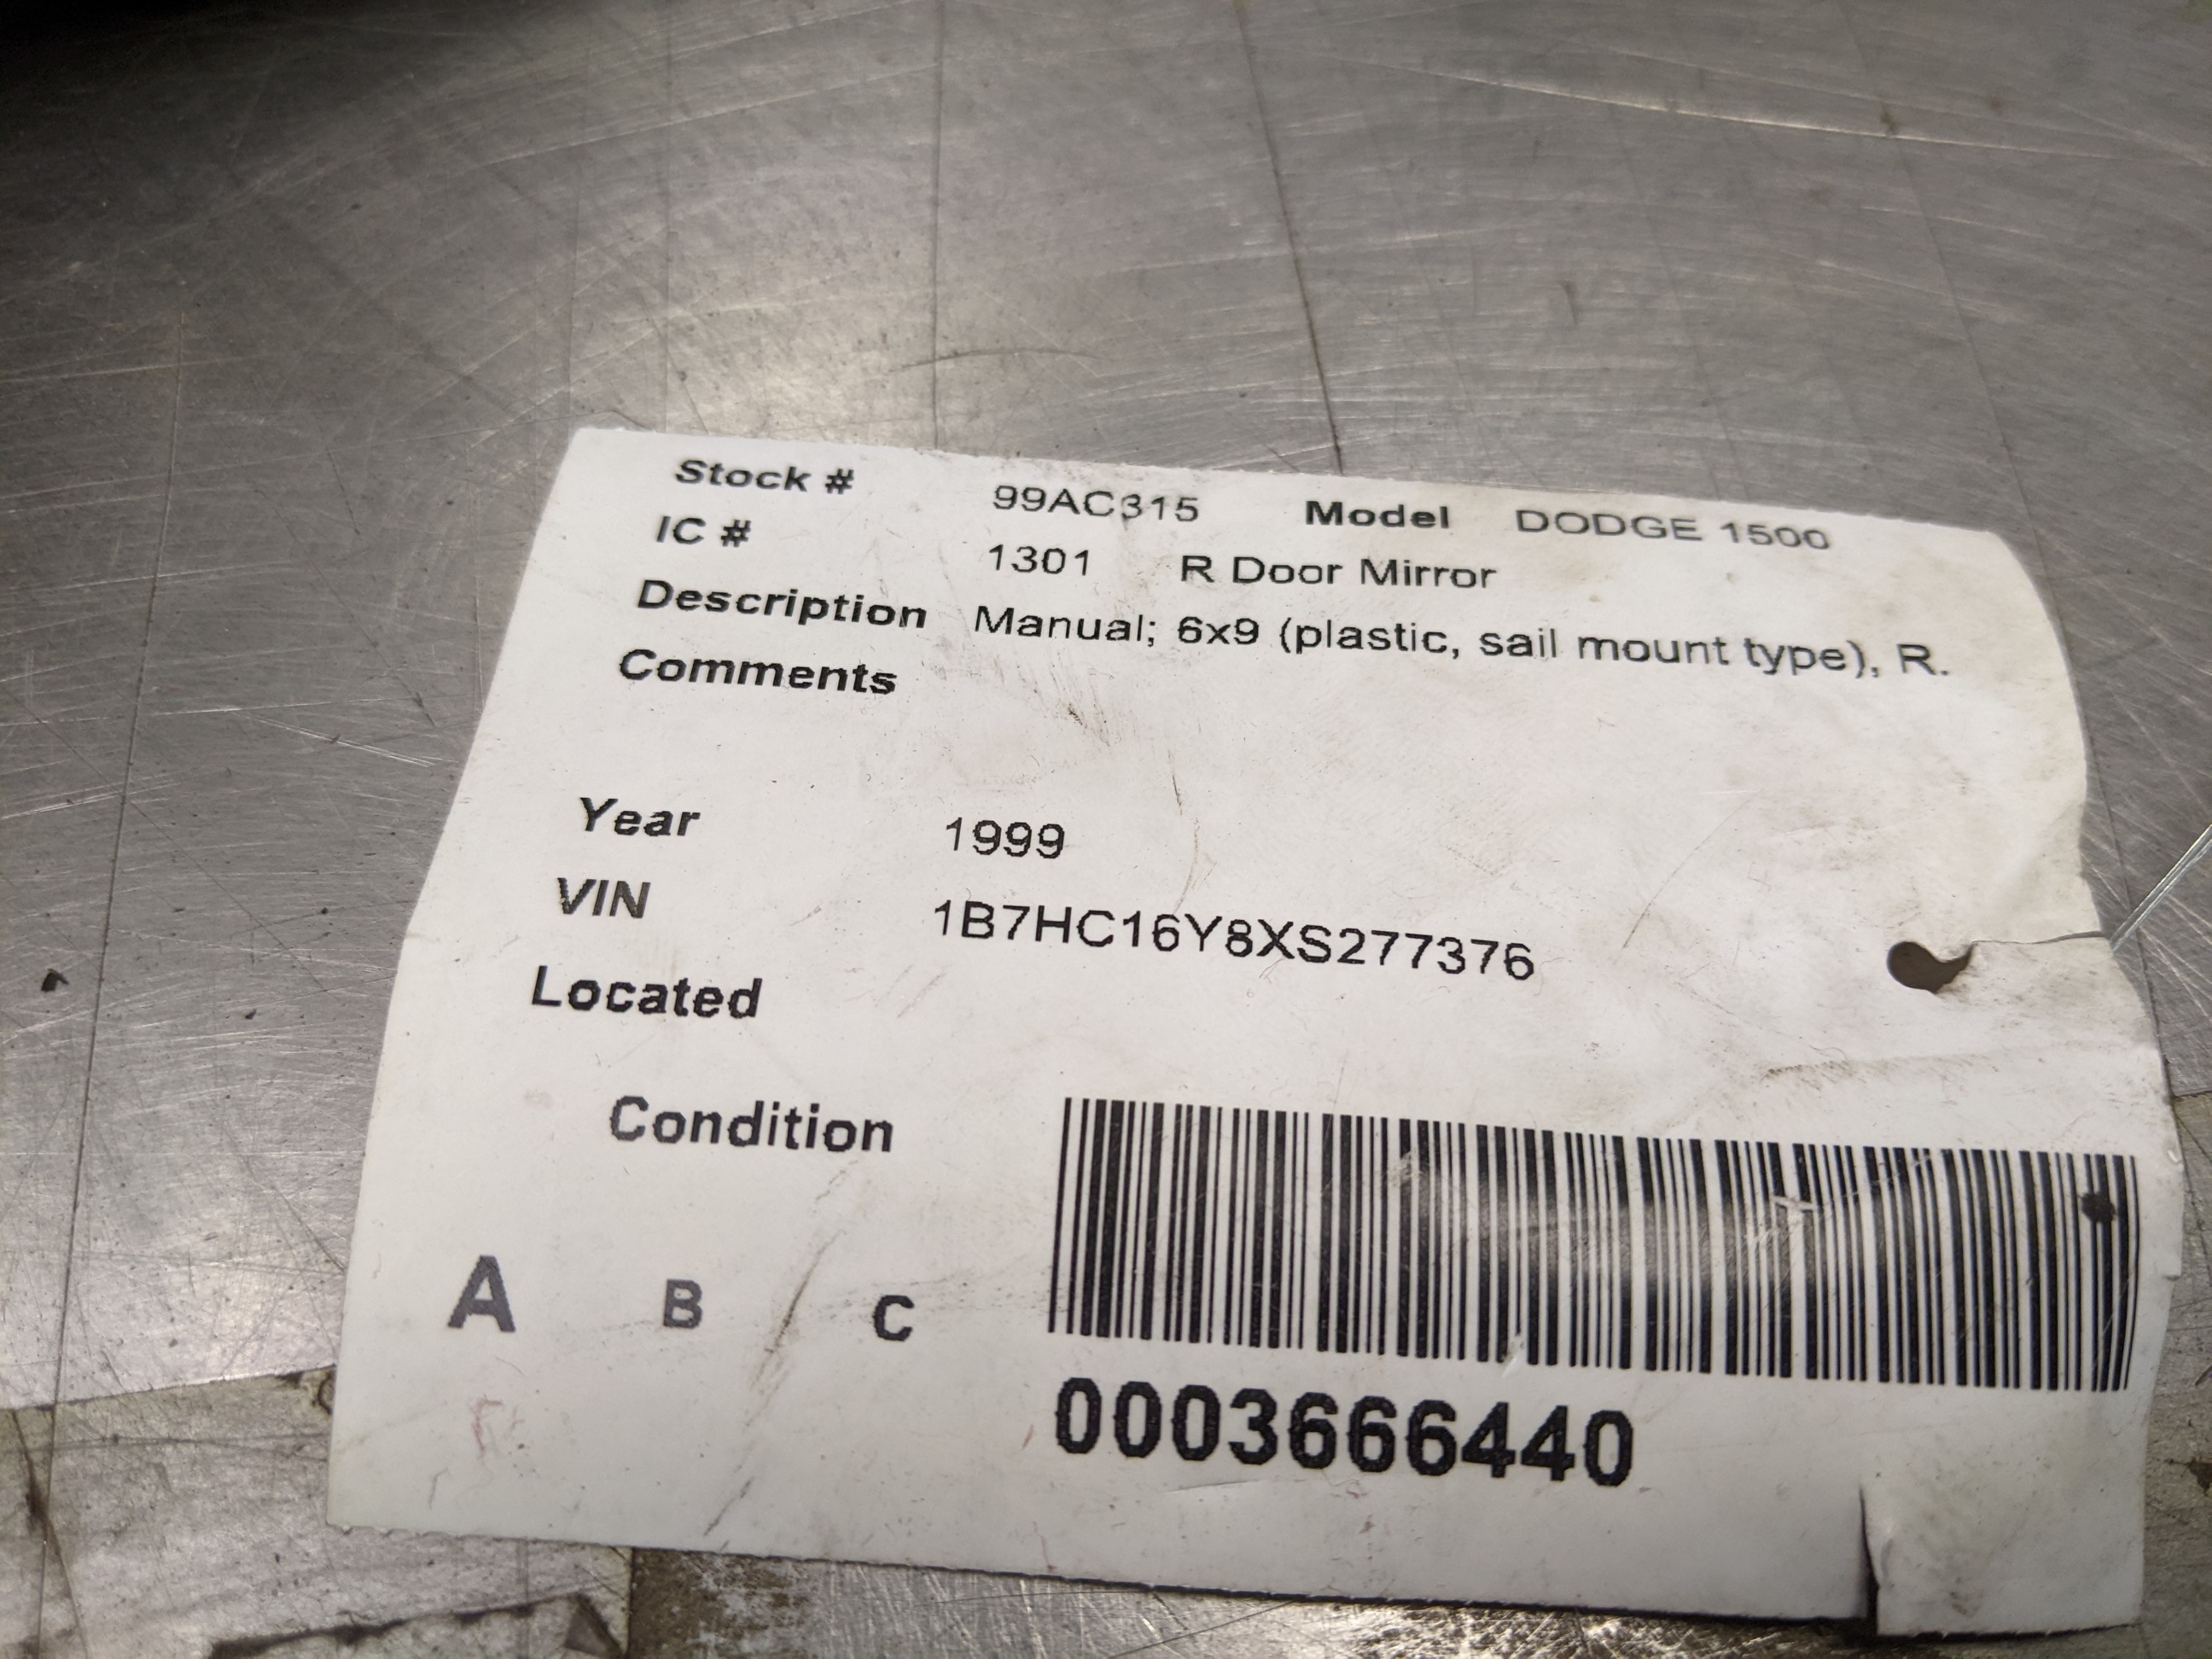 Stock # 99AC315 Model DODGE 1500
IC # 1301 R Door Mirror
Description Manual; 6x9 (plastic, sail mount type), R.
Comments
Year 1999
VIN 1B7HC16Y8XS277376
Located
Condition
A B C
0003666440